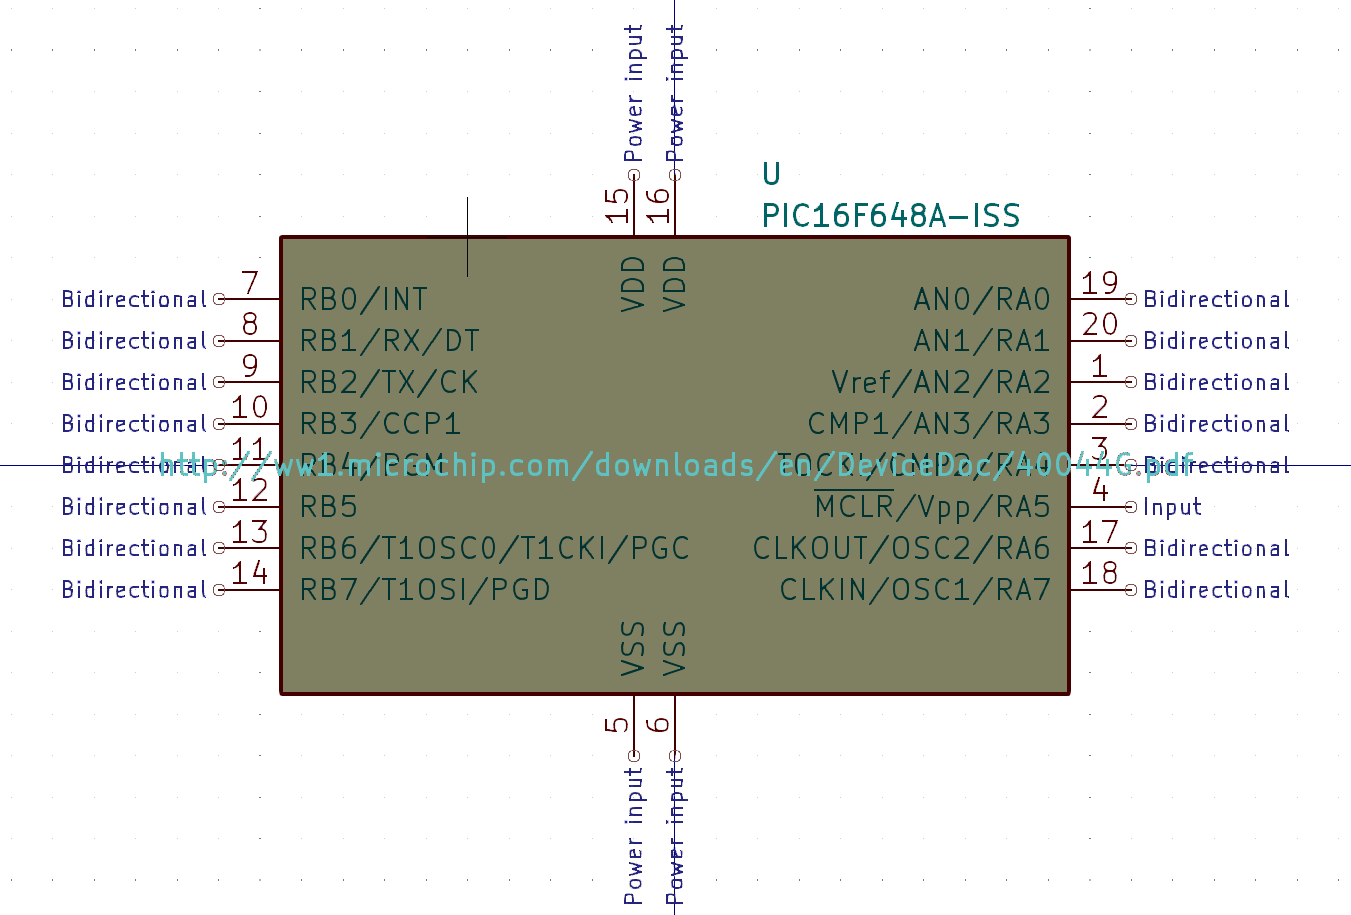 Power input
Power input
15
16
U
PIC16F648A-ISS
VDD
VDD
Bidirectional 7 RB0/INT
AN0/RA0 19 Bidirectional
Bidirectional 8 RB1/RX/DT
AN1/RA1 20 Bidirectional
Bidirectional 9 RB2/TX/CK
Vref/AN2/RA2 1 Bidirectional
Bidirectional 10 RB3/CCP1
CMP1/AN3/RA3 2 Bidirectional
Bidirectional 11 RB4/PGM
T0CKI/CMP2/RA4 3 Bidirectional
http://ww1.microchip.com/downloads/en/DeviceDoc/40044G.pdf
Bidirectional 12 RB5
MCLR/Vpp/RA5 4 Input
Bidirectional 13 RB6/T1OSC0/T1CKI/PGC
CLKOUT/OSC2/RA6 17 Bidirectional
Bidirectional 14 RB7/T1OSI/PGD
CLKIN/OSC1/RA7 18 Bidirectional
VSS
VSS
5
6
Power input
Power input